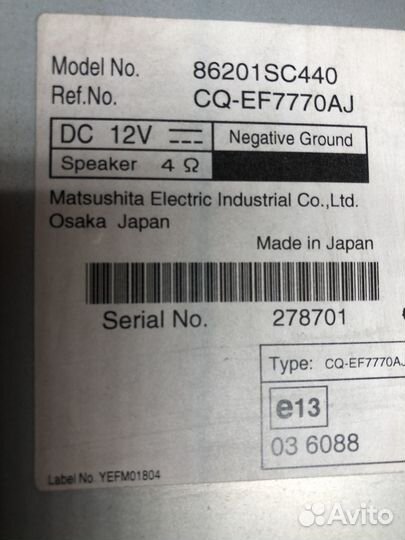 Model No. 86201SC440
Ref.No. CQ-EF7770AJ
DC 12V Negative Ground
Speaker 4 Ω
Matsushita Electric Industrial Co.,Ltd.
Osaka Japan
Made in Japan
Serial No. 278701
Type: CQ-EF7770AJ
e13
03 6088
Label No. YEFM01804
Avito